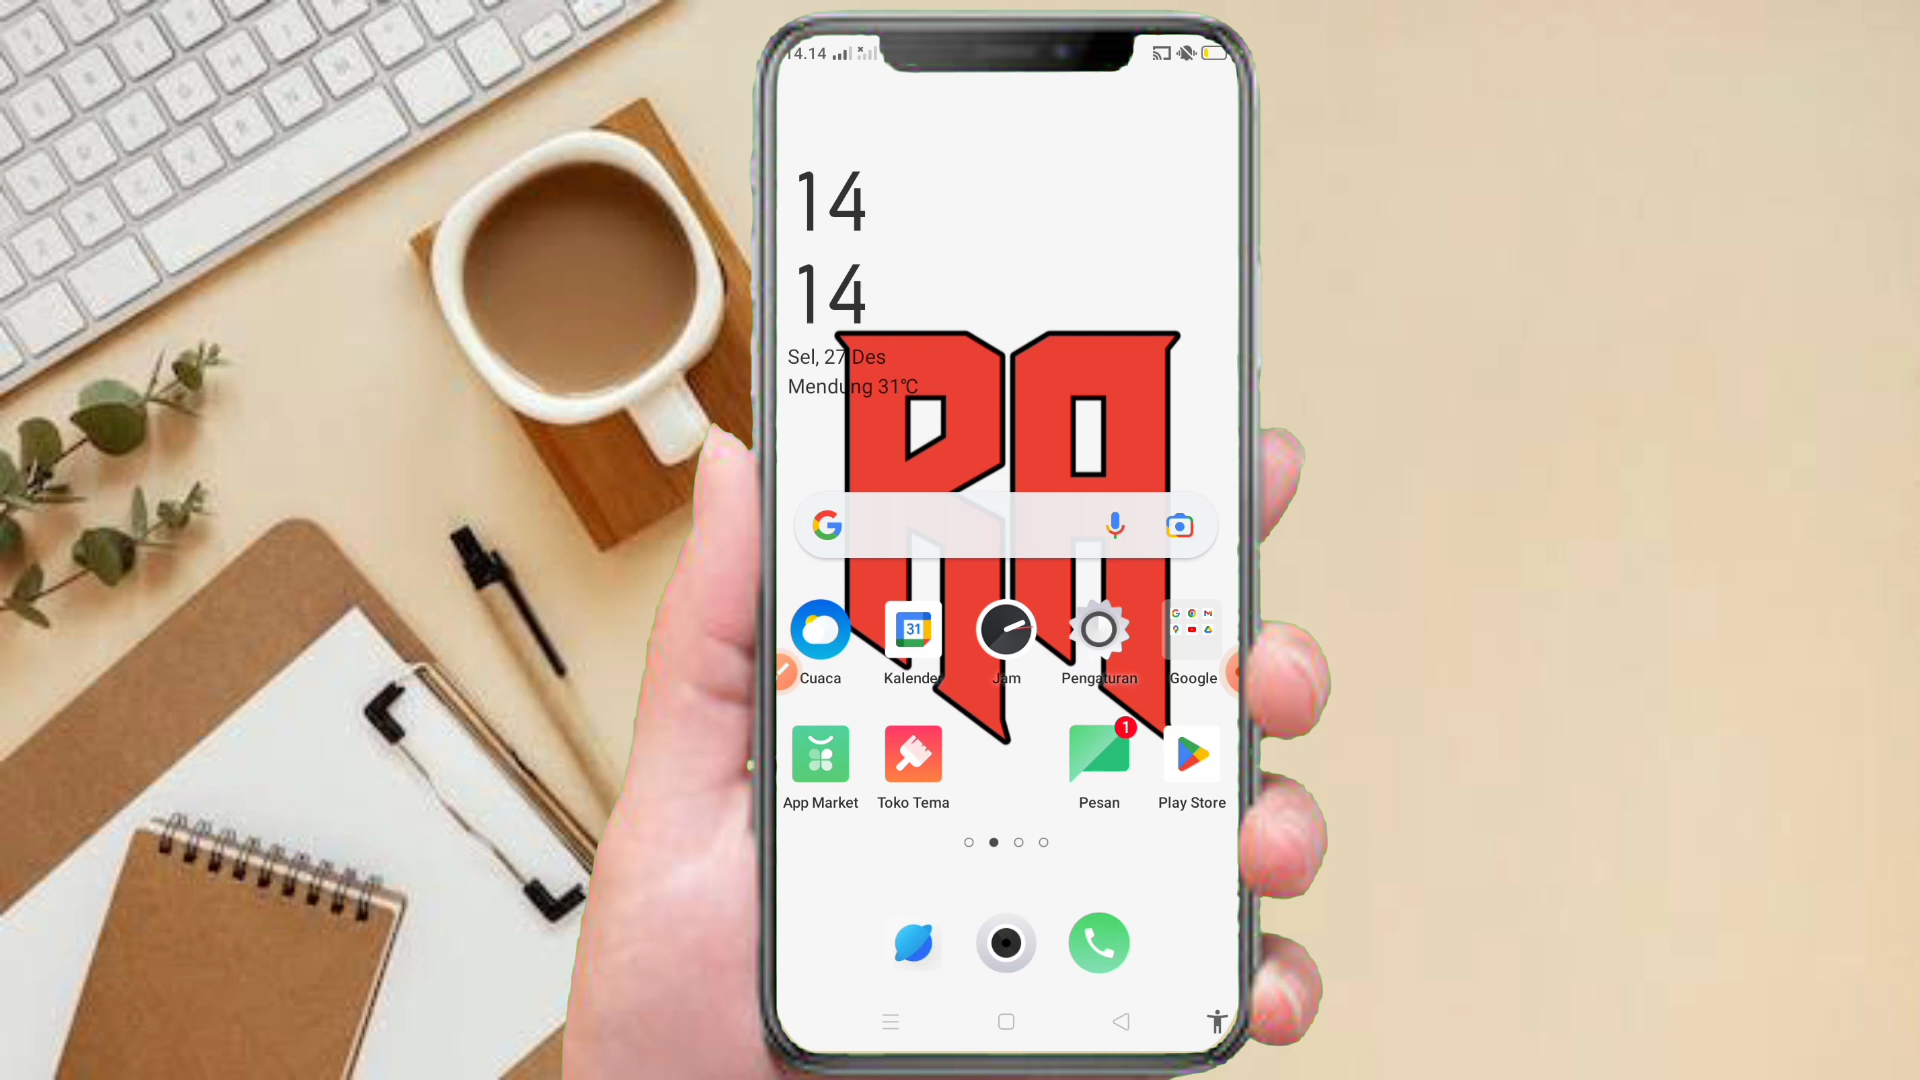 14.14
14
14
Sel, 27 Des
Mendung 31°C
RA
G
31
Cuaca
Kalender
Jam
Pengaturan
Google
1
App Market
Toko Tema
Pesan
Play Store